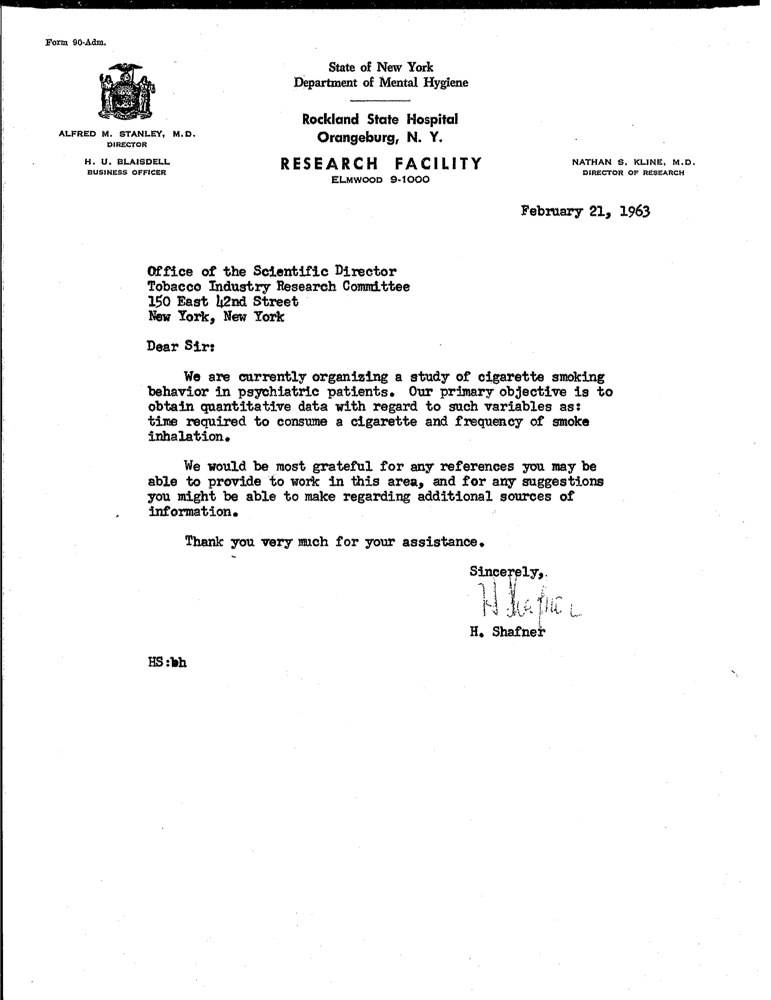 Form 90-Adm.
State of New York
Department of Mental Hygiene
Rockland State Hospital
Orangeburg, N. Y.
RESEARCH FACILITY
ELMWOOD 9-1000
ALFRED M. STANLEY, M.D.
DIRECTOR
H. U. BLAISDELL
BUSINESS OFFICER
NATHAN S. KLINE, M.D.
DIRECTOR OF RESEARCH
February 21, 1963
Office of the Scientific Director
Tobacco Industry Research Committee
150 East 42nd Street
New York, New York
Dear Sir:
We are currently organizing a study of cigarette smoking
behavior in psychiatric patients. Our primary objective is to
obtain quantitative data with regard to such variables as:
time required to consume a cigarette and frequency of smoke
inhalation.
We would be most grateful for any references you may be
able to provide to work in this area, and for any suggestions
you might be able to make regarding additional sources of
information.
Thank you very much for your assistance.
Sincerely,
H. Shafner
H. Shafner
HS:bh